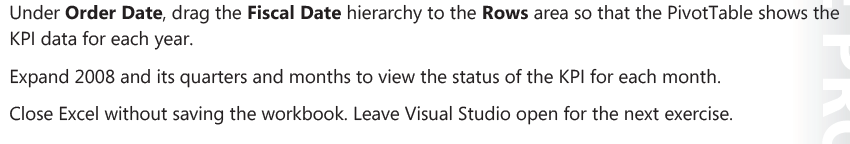 Under Order Date, drag the Fiscal Date hierarchy to the Rows area so that the PivotTable shows the
KPI data for each year.
Expand 2008 and its quarters and months to view the status of the KPI for each month.
Close Excel without saving the workbook. Leave Visual Studio open for the next exercise.